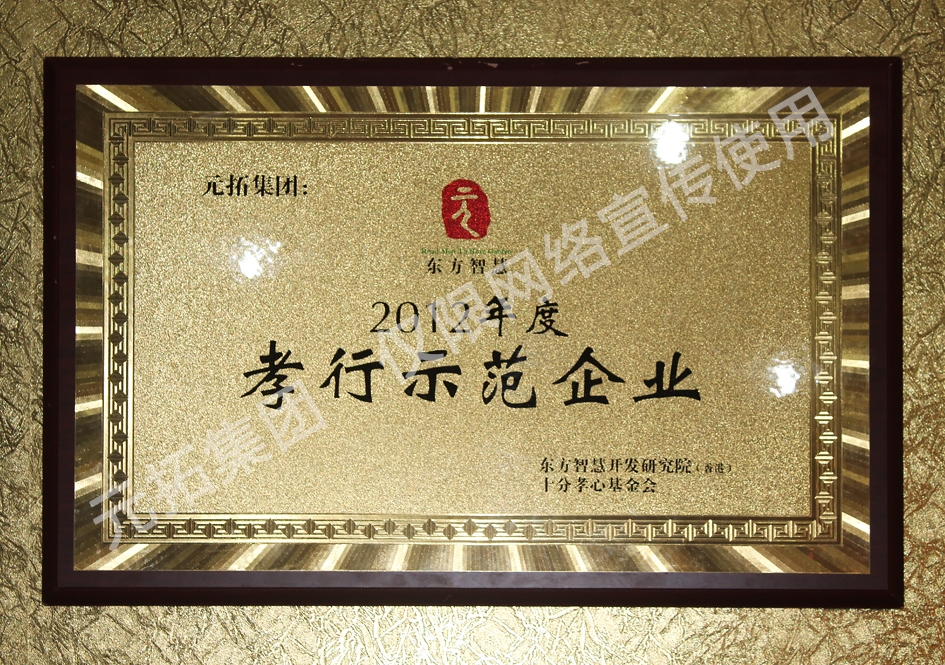 元拓集团：
东方智慧
2012年度
孝行示范企业
东方智慧开发研究院（香港）
十分孝心基金会
元拓集团 仅限网络宣传使用